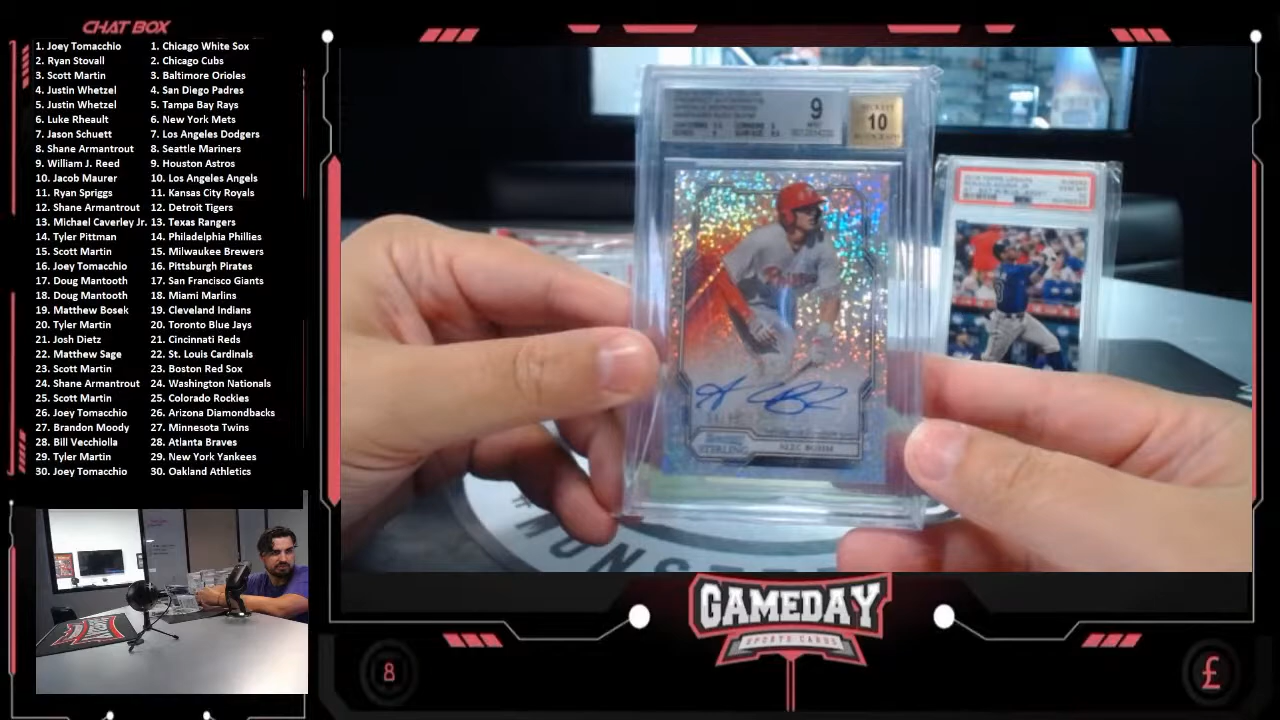 CHAT BOX
1. Joey Tomacchio 1. Chicago White Sox
2. Ryan Stovall 2. Chicago Cubs
3. Scott Martin 3. Baltimore Orioles
4. Justin Whetzel 4. San Diego Padres
5. Justin Whetzel 5. Tampa Bay Rays
6. Luke Rheault 6. New York Mets
7. Jason Schuett 7. Los Angeles Dodgers
8. Shane Armantrout 8. Seattle Mariners
9. William J. Reed 9. Houston Astros
10. Jacob Maurer 10. Los Angeles Angels
11. Ryan Spriggs 11. Kansas City Royals
12. Shane Armantrout 12. Detroit Tigers
13. Michael Caverley Jr. 13. Texas Rangers
14. Tyler Pittman 14. Philadelphia Phillies
15. Scott Martin 15. Milwaukee Brewers
16. Joey Tomacchio 16. Pittsburgh Pirates
17. Doug Mantooth 17. San Francisco Giants
18. Doug Mantooth 18. Miami Marlins
19. Matthew Bosek 19. Cleveland Indians
20. Tyler Martin 20. Toronto Blue Jays
21. Josh Dietz 21. Cincinnati Reds
22. Matthew Sage 22. St. Louis Cardinals
23. Scott Martin 23. Boston Red Sox
24. Shane Armantrout 24. Washington Nationals
25. Scott Martin 25. Colorado Rockies
26. Joey Tomacchio 26. Arizona Diamondbacks
27. Brandon Moody 27. Minnesota Twins
28. Bill Vecchiolla 28. Atlanta Braves
29. Tyler Martin 29. New York Yankees
30. Joey Tomacchio 30. Oakland Athletics
9
BECKETT
10
AUTOGRAPH
Phillies
STERLING
ALEC BOHM
#MONSTER
GAMEDAY
SPORTS CARDS
8
£